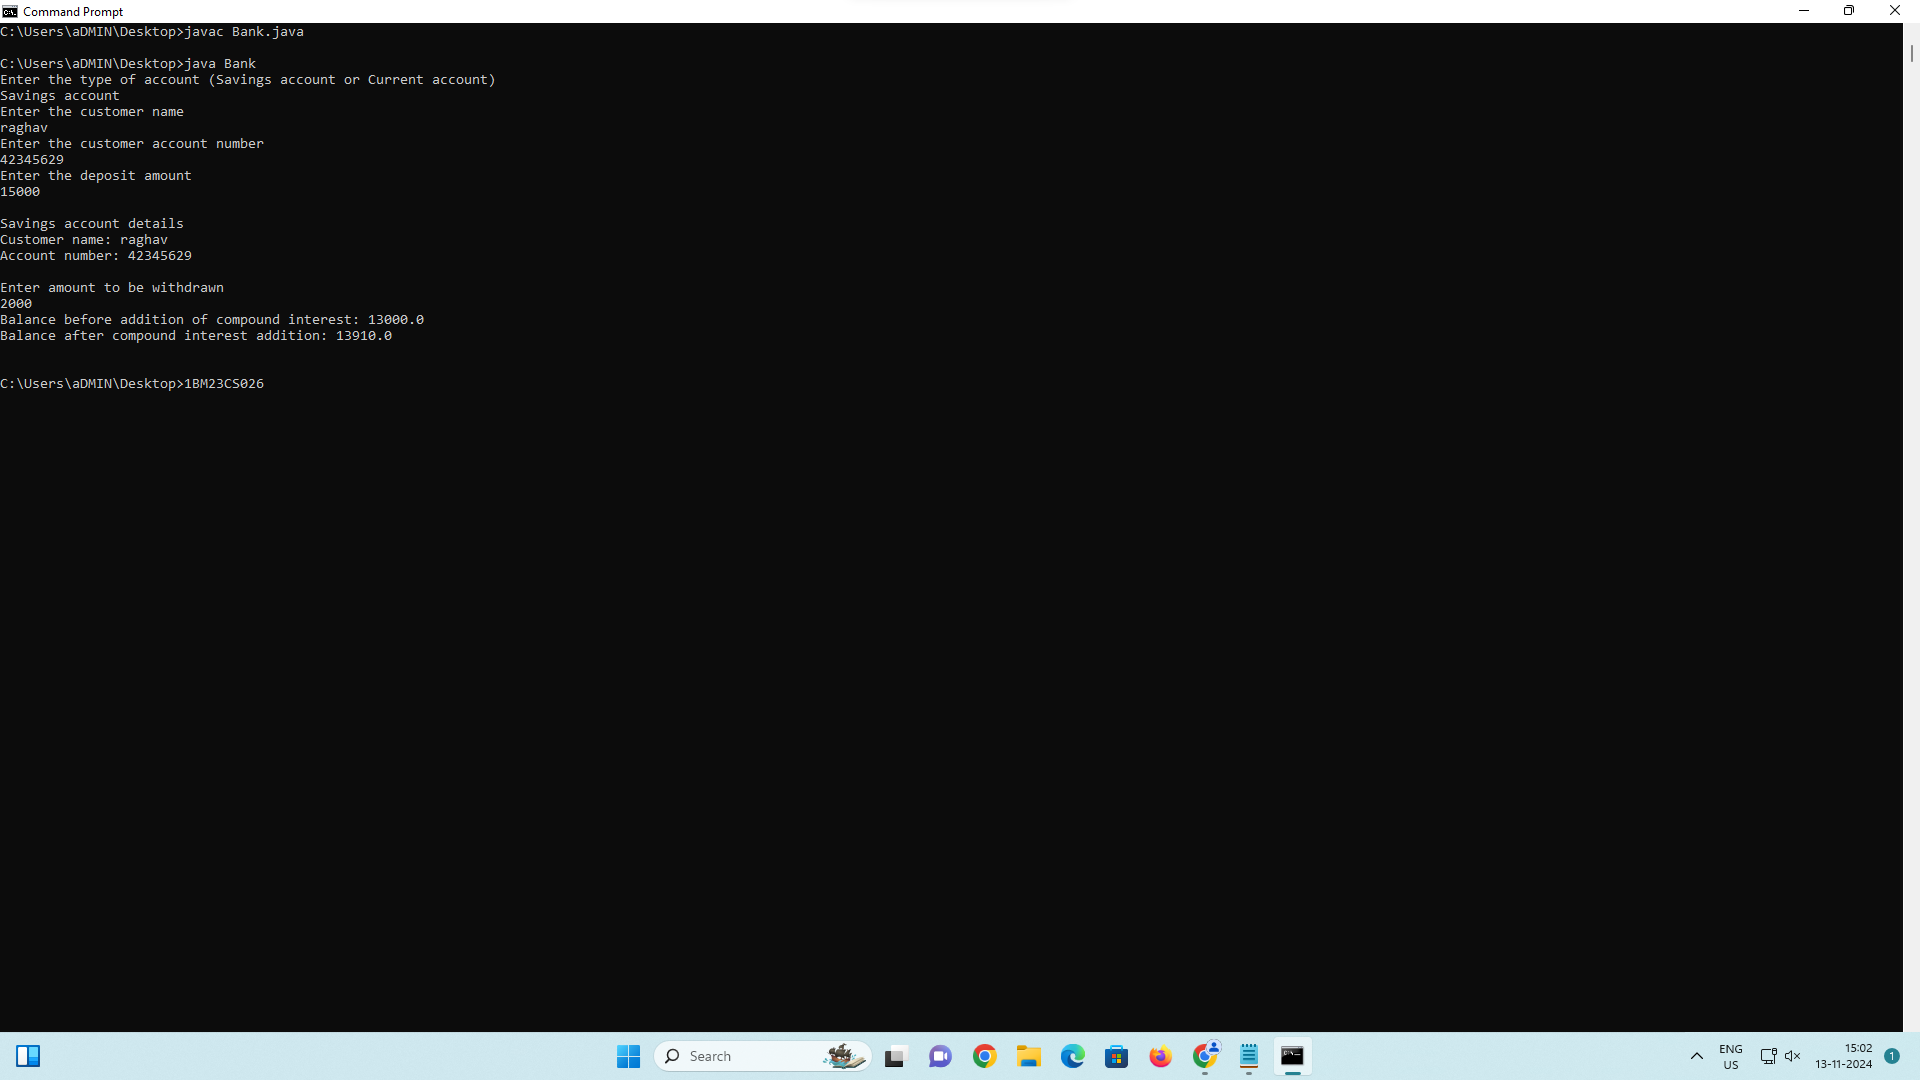 Command Prompt
C:\Users\aDMIN\Desktop>javac Bank.java
C:\Users\aDMIN\Desktop>java Bank
Enter the type of account (Savings account or Current account)
Savings account
Enter the customer name
raghav
Enter the customer account number
42345629
Enter the deposit amount
15000
Savings account details
Customer name: raghav
Account number: 42345629
Enter amount to be withdrawn
2000
Balance before addition of compound interest: 13000.0
Balance after compound interest addition: 13910.0
C:\Users\aDMIN\Desktop>1BM23CS026
Search
ENG
US
15:02
13-11-2024
1